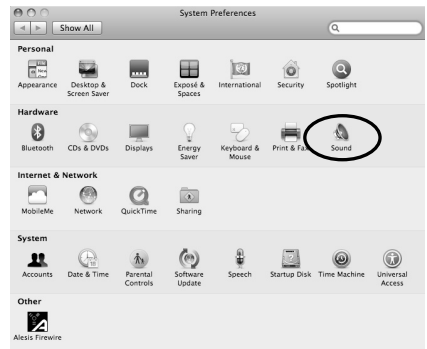 System Preferences
Show All
Personal
Appearance Desktop & Screen Saver Dock Exposé & Spaces International Security Spotlight
Hardware
Bluetooth CDs & DVDs Displays Energy Saver Keyboard & Mouse Print & Fax Sound
Internet & Network
MobileMe Network QuickTime Sharing
System
Accounts Date & Time Parental Controls Software Update Speech Startup Disk Time Machine Universal Access
Other
Alesis Firewire